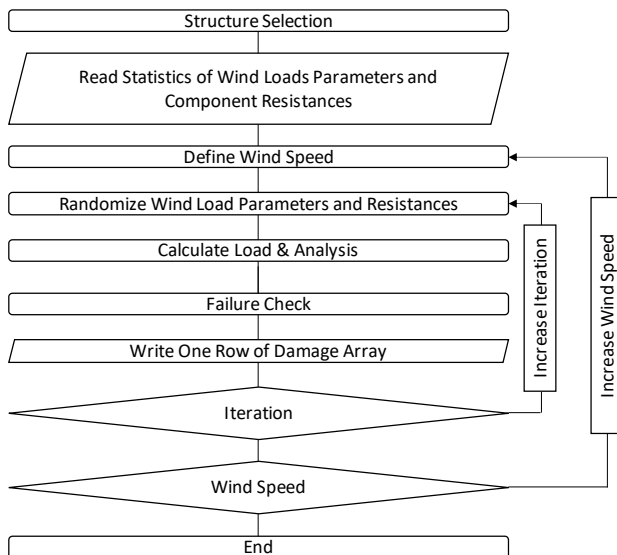 Structure Selection
Read Statistics of Wind Loads Parameters and
Component Resistances
Define Wind Speed
Randomize Wind Load Parameters and Resistances
Calculate Load & Analysis
Failure Check
Write One Row of Damage Array
Iteration
Wind Speed
End
Increase Iteration
Increase Wind Speed